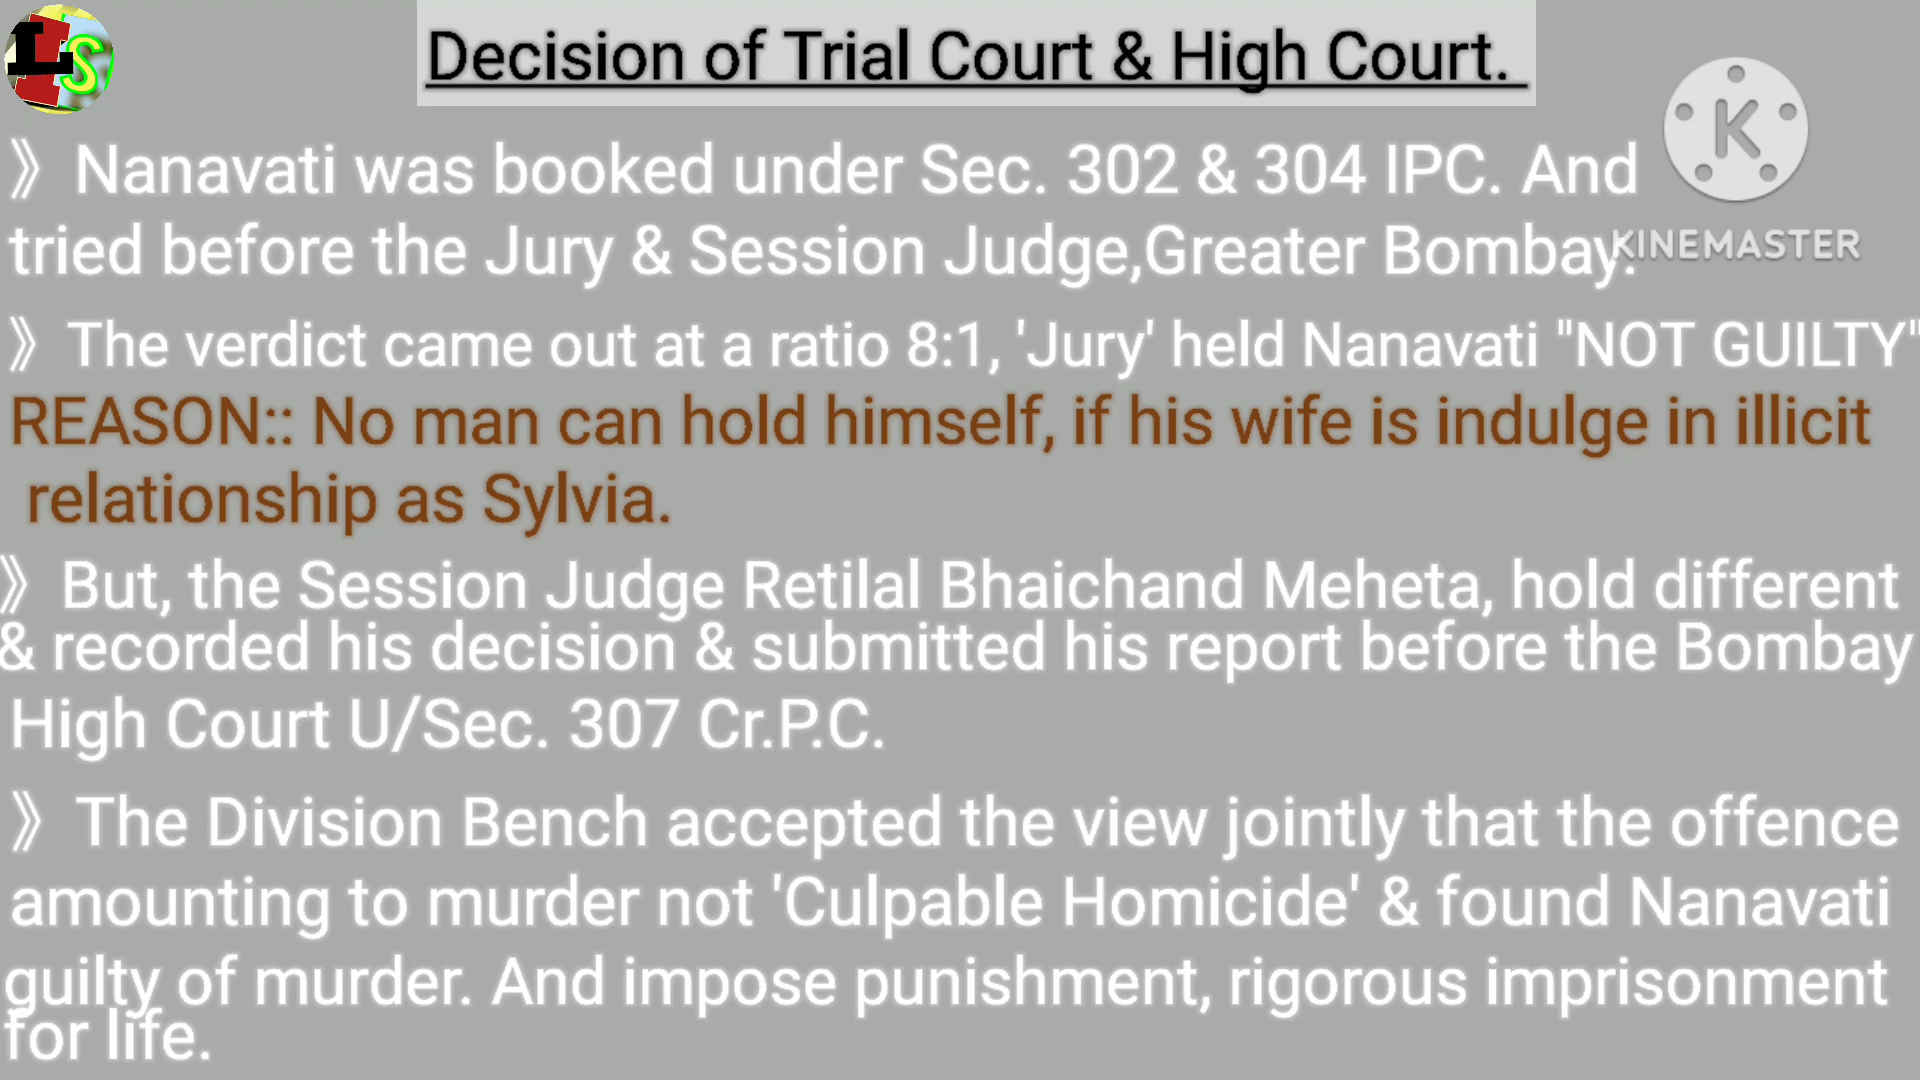 LS
Decision of Trial Court & High Court.
K
》Nanavati was booked under Sec. 302 & 304 IPC. And
tried before the Jury & Session Judge,Greater Bombay.
KINEMASTER
》The verdict came out at a ratio 8:1, 'Jury' held Nanavati "NOT GUILTY"
REASON:: No man can hold himself, if his wife is indulge in illicit
relationship as Sylvia.
》But, the Session Judge Retilal Bhaichand Meheta, hold different
& recorded his decision & submitted his report before the Bombay
High Court U/Sec. 307 Cr.P.C.
》The Division Bench accepted the view jointly that the offence
amounting to murder not 'Culpable Homicide' & found Nanavati
guilty of murder. And impose punishment, rigorous imprisonment
for life.